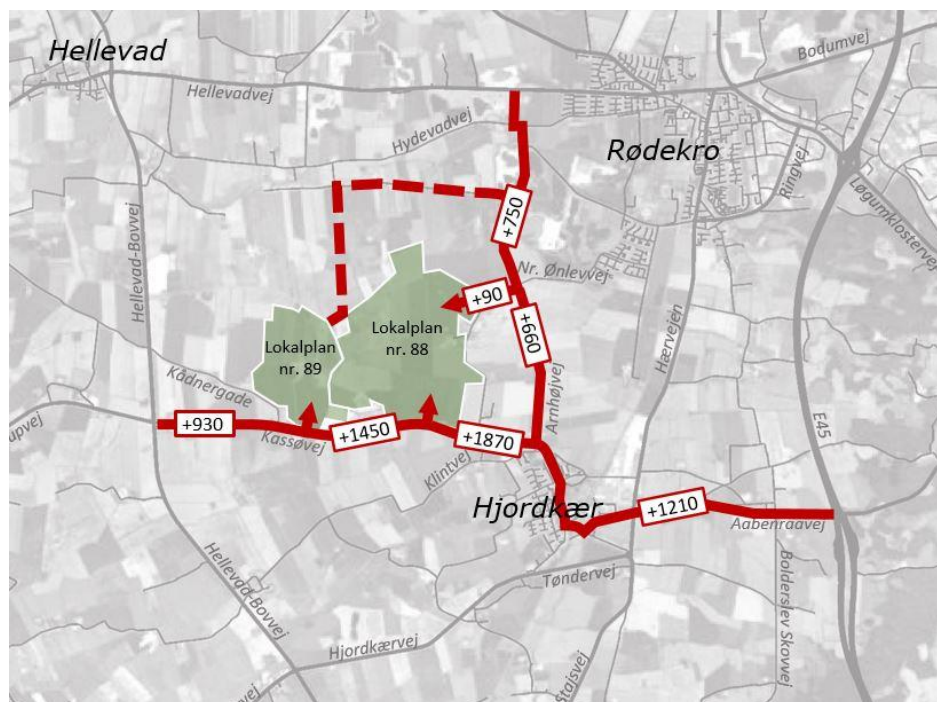 Hellevad
Bodumvej
Hellevadvej
Hydevadvej
Rødekro
Ringvej
Løgumklostervej
+750
Hellevad-Bovvej
Nr. Ønlevvej
+90
+660
Lokalplan
nr. 88
Lokalplan
nr. 89
Hærvejen
Kådnergade
Arnhøjvej
E45
upvej
+930
Kassøvej
+1450
+1870
Klintvej
Hjordkær
+1210
Aabenraavej
Hellevad-Bovvej
Tøndervej
Bolderslev Skovvej
Hjordkærvej
Stajsvej